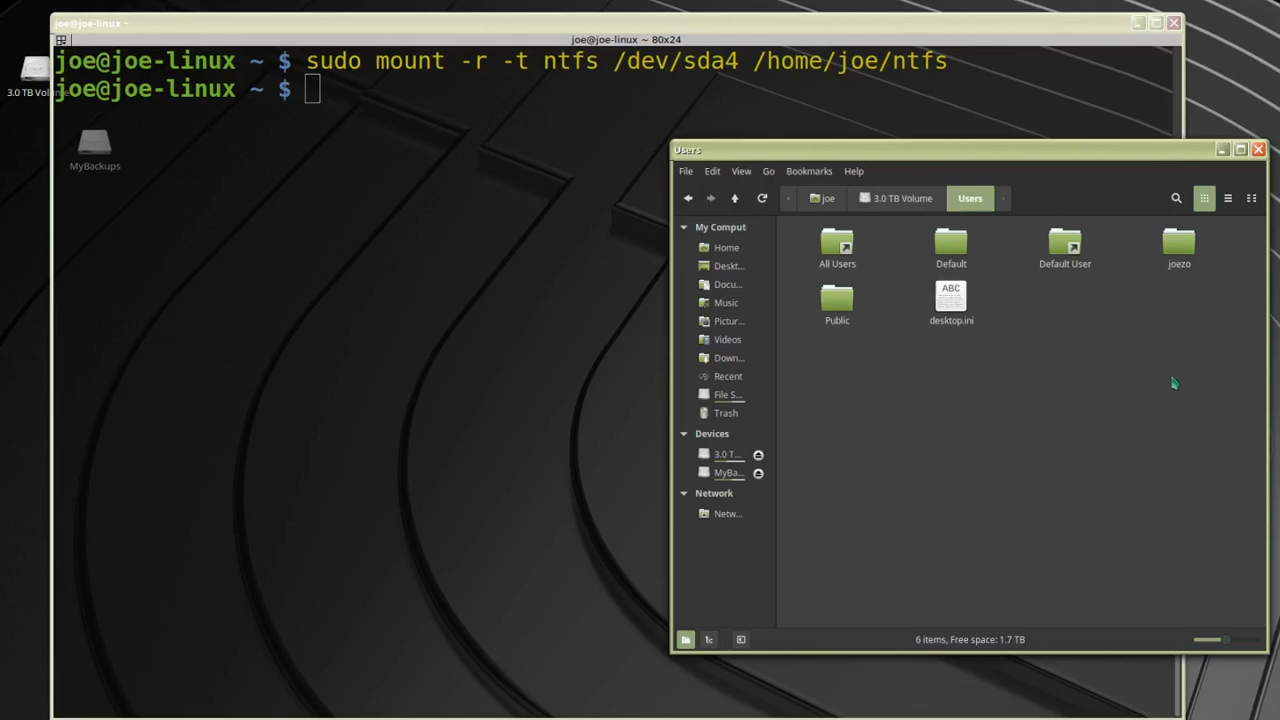 joe@joe-linux ~
joe@joe-linux ~ 80x24
joe@joe-linux ~ $ sudo mount -r -t ntfs /dev/sda4 /home/joe/ntfs
joe@joe-linux ~ $
3.0 TB Volum
MyBackups
Users
File Edit View Go Bookmarks Help
joe 3.0 TB Volume Users
My Comput
Home
Deskt...
Docu...
Music
Pictur...
Videos
Down...
Recent
File S...
Trash
Devices
3.0 T...
MyBa...
Network
Netw...
All Users Default Default User joezo
ABC
Public desktop.ini
6 items, Free space: 1.7 TB